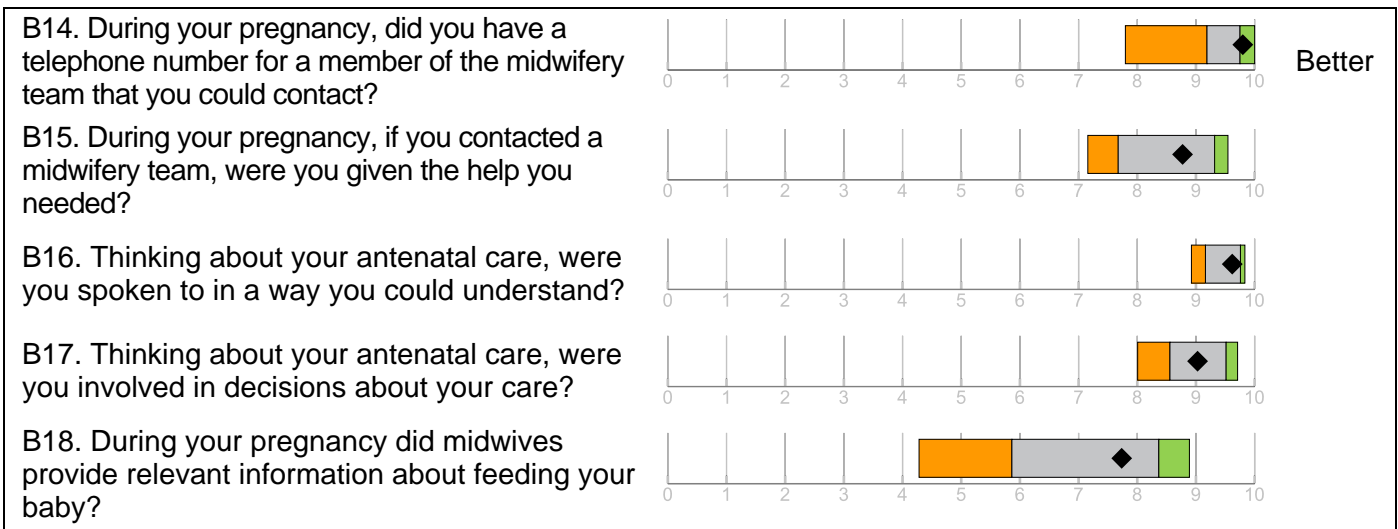 B14. During your pregnancy, did you have a
telephone number for a member of the midwifery
team that you could contact?
0 1 2 3 4 5 6 7 8 9 10
Better
B15. During your pregnancy, if you contacted a
midwifery team, were you given the help you
needed?
0 1 2 3 4 5 6 7 8 9 10
B16. Thinking about your antenatal care, were
you spoken to in a way you could understand?
0 1 2 3 4 5 6 7 8 9 10
B17. Thinking about your antenatal care, were
you involved in decisions about your care?
0 1 2 3 4 5 6 7 8 9 10
B18. During your pregnancy did midwives
provide relevant information about feeding your
baby?
0 1 2 3 4 5 6 7 8 9 10